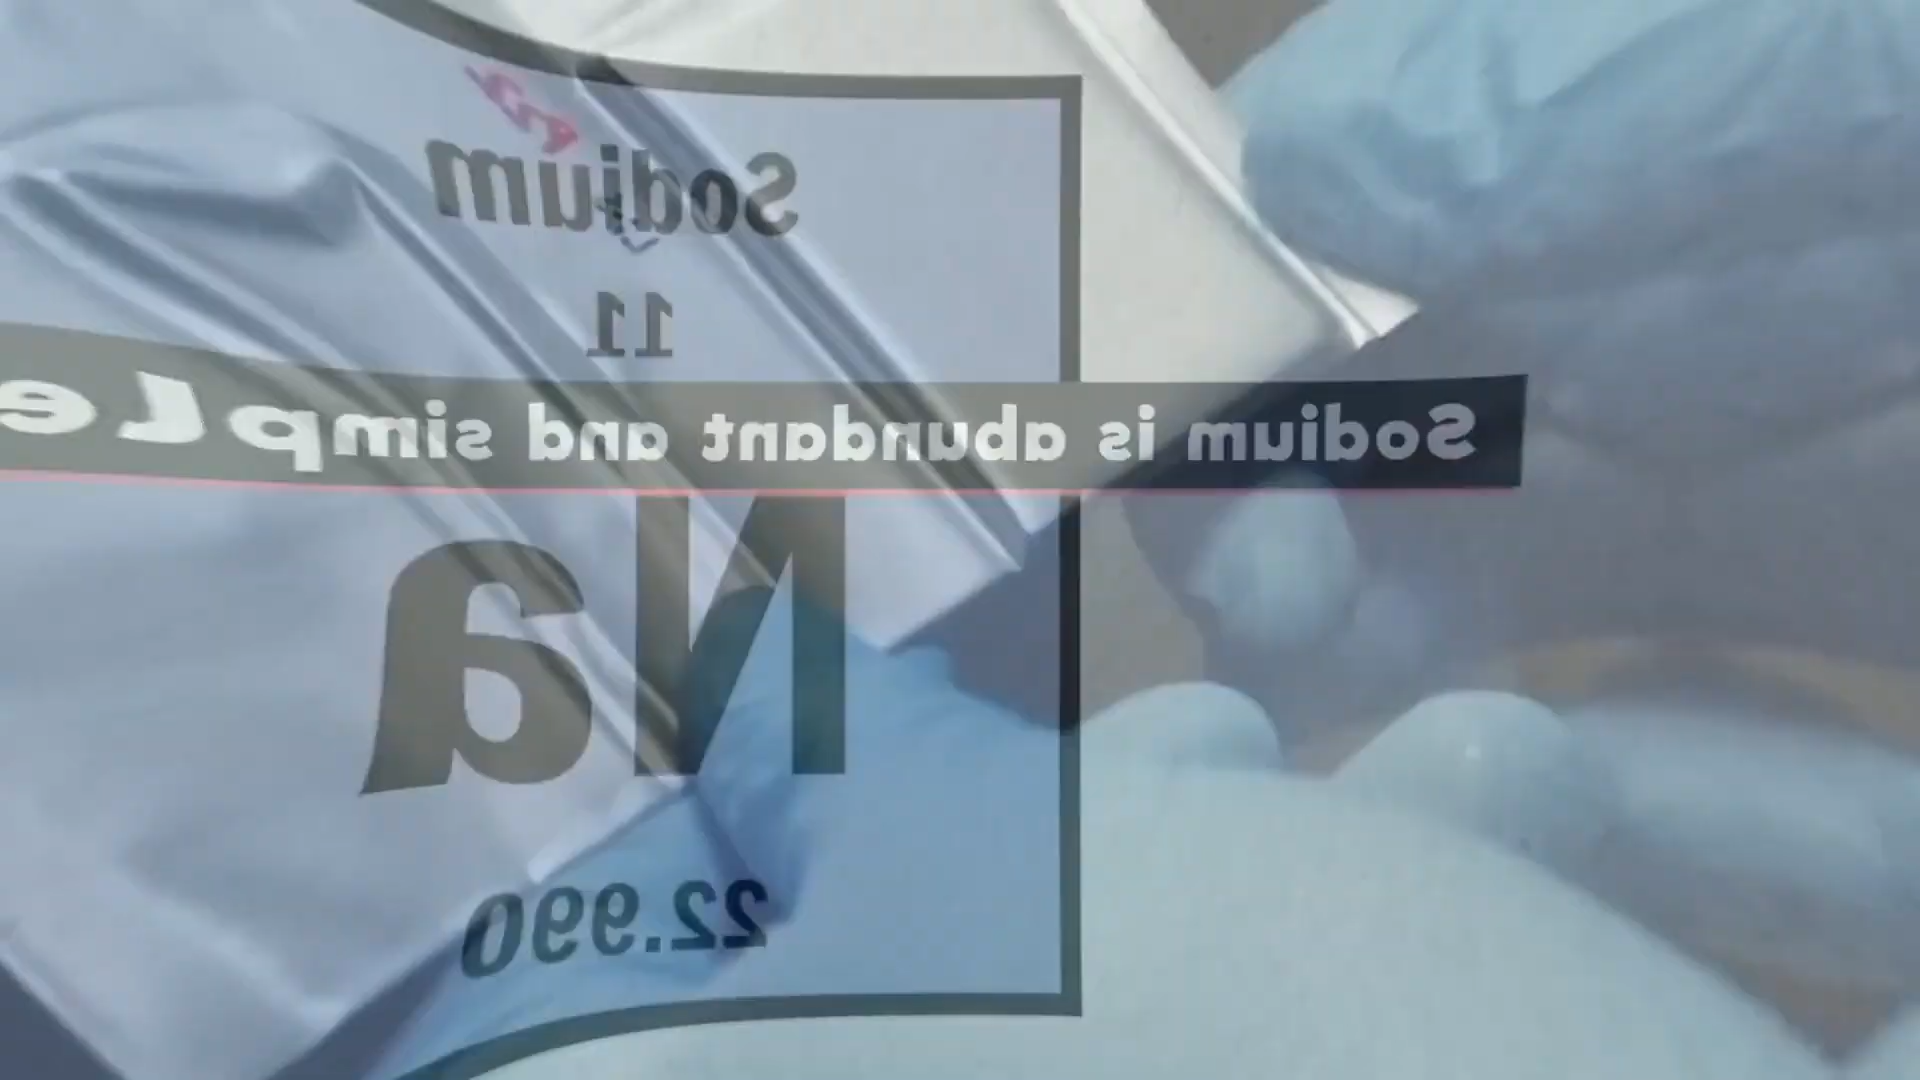 Sodium
11
Sodium is abundant and simple
Na
22.990